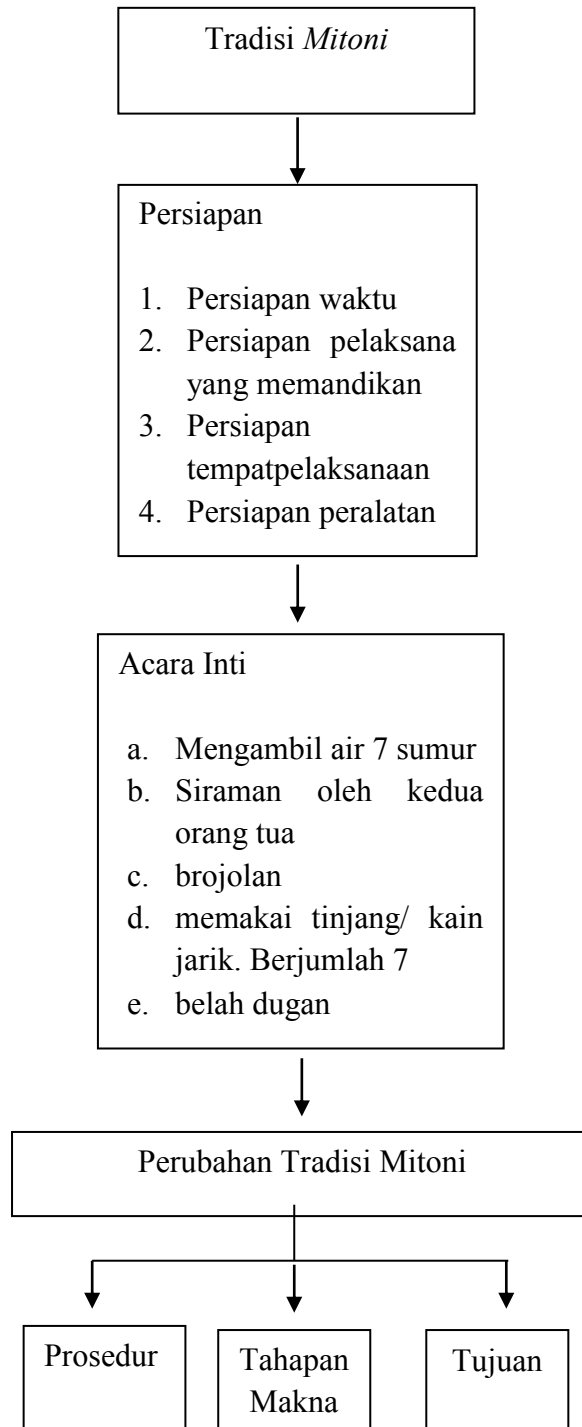 Tradisi Mitoni
Persiapan
1. Persiapan waktu
2. Persiapan pelaksana
yang memandikan
3. Persiapan
tempatpelaksanaan
4. Persiapan peralatan
Acara Inti
a. Mengambil air 7 sumur
b. Siraman oleh kedua
orang tua
c. brojolan
d. memakai tinjang/ kain
jarik. Berjumlah 7
e. belah dugan
Perubahan Tradisi Mitoni
Prosedur
Tahapan
Makna
Tujuan